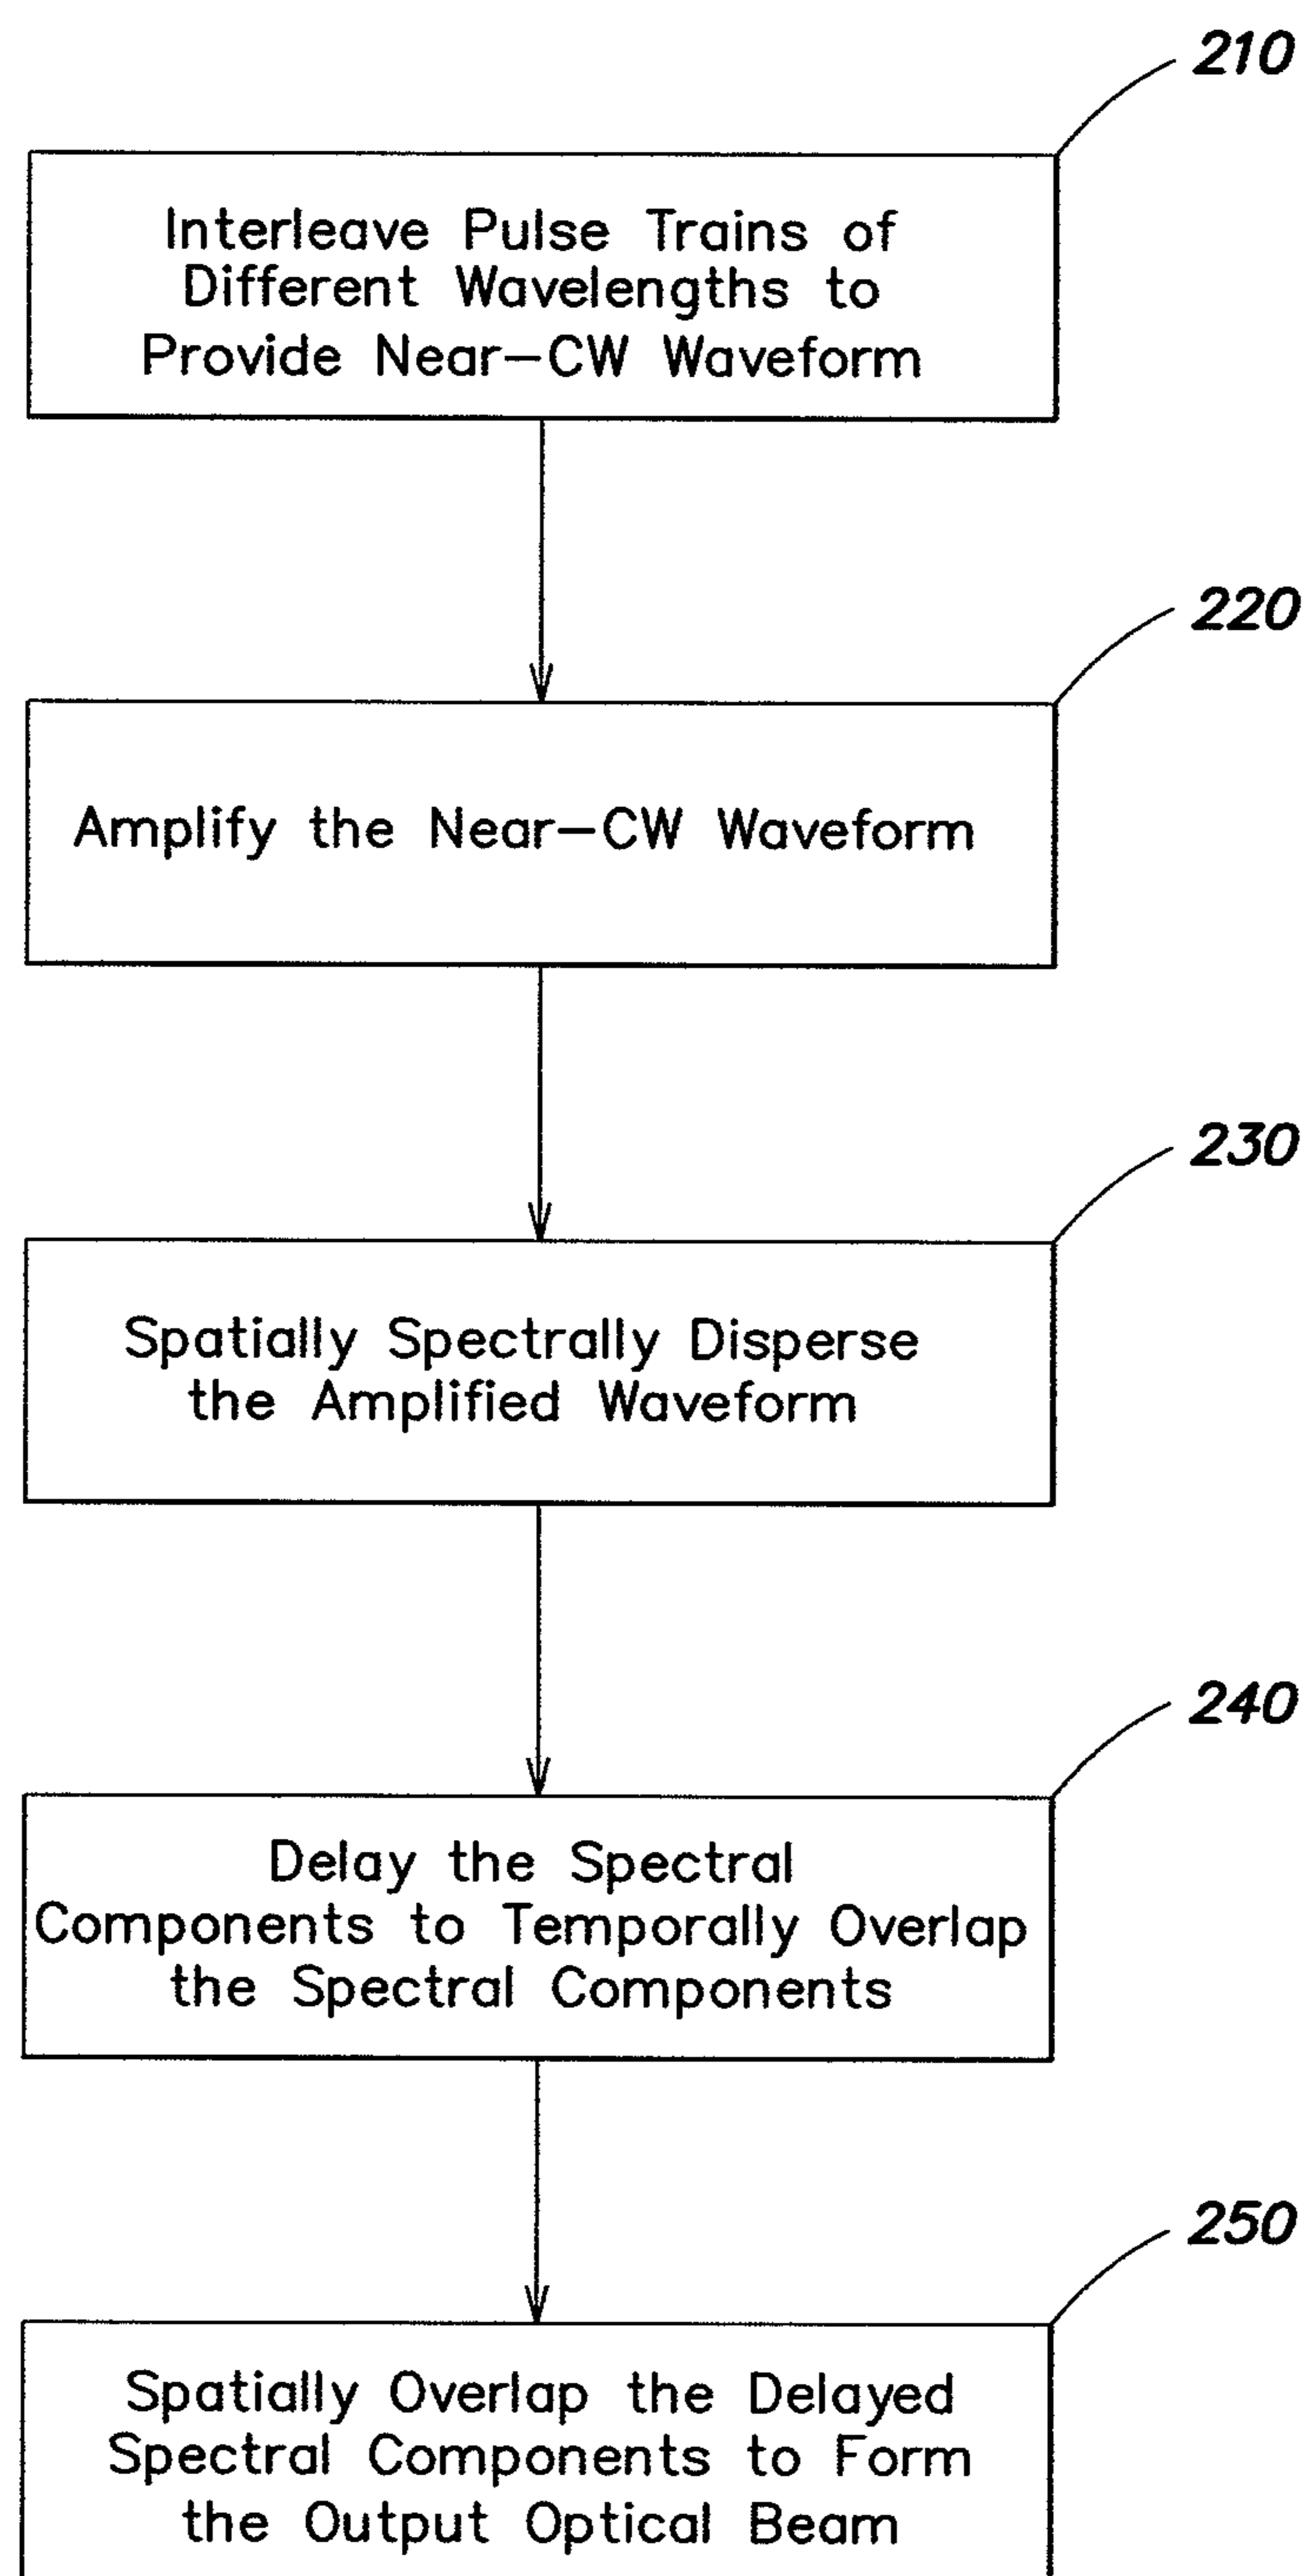 210
Interleave Pulse Trains of
Different Wavelengths to
Provide Near–CW Waveform
220
Amplify the Near–CW Waveform
230
Spatially Spectrally Disperse
the Amplified Waveform
240
Delay the Spectral
Components to Temporally Overlap
the Spectral Components
250
Spatially Overlap the Delayed
Spectral Components to Form
the Output Optical Beam